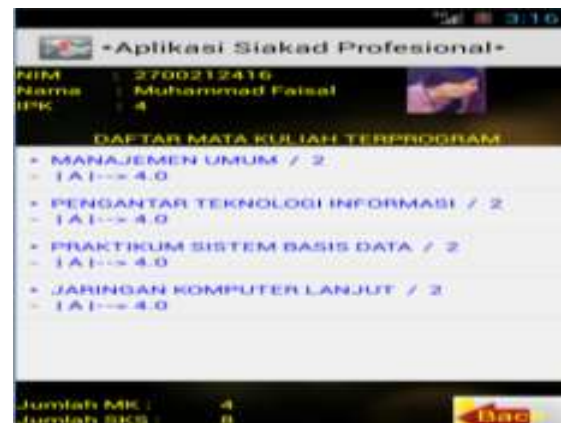 3:10
•Aplikasi Siakad Profesional•
NIM : 2700212416
Nama : Muhammad Faisal
IPK : 4
DAFTAR MATA KULIAH TERPROGRAM
• MANAJEMEN UMUM / 2
- |A|--> 4.0
• PENGANTAR TEKNOLOGI INFORMASI / 2
- |A|--> 4.0
• PRAKTIKUM SISTEM BASIS DATA / 2
- |A|--> 4.0
• JARINGAN KOMPUTER LANJUT / 2
- |A|--> 4.0
Jumlah MK : 4
Jumlah SKS : 8
Bac